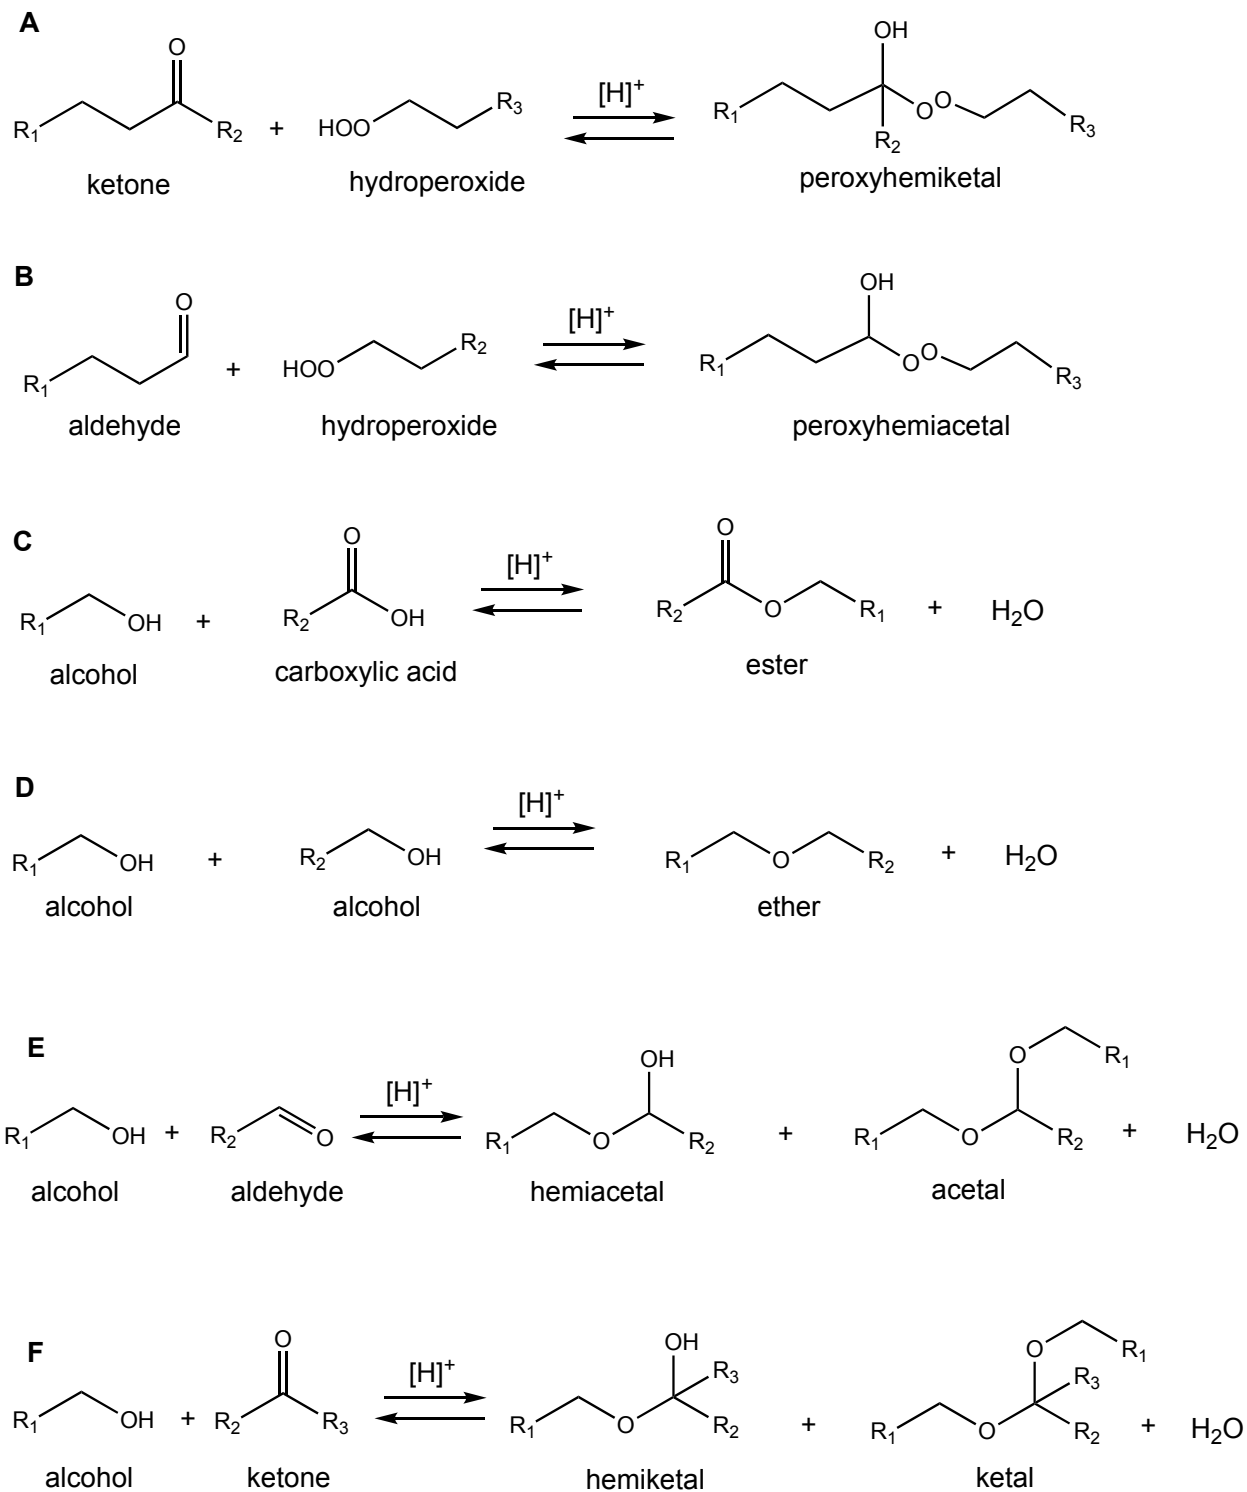 A
O
R₁ R₂ + HOO R₃ [H]⁺ OH R₁ O O R₂ R₃
ketone hydroperoxide peroxyhemiketal
B
O
R₁ + HOO R₂ [H]⁺ OH R₁ O O R₃
aldehyde hydroperoxide peroxyhemiacetal
C
R₁ OH + O R₂ OH [H]⁺ O R₂ O R₁ + H₂O
alcohol carboxylic acid ester
D
R₁ OH + R₂ OH [H]⁺ R₁ O R₂ + H₂O
alcohol alcohol ether
E
R₁ OH + R₂ O [H]⁺ OH R₁ O R₂ + O R₁ R₁ O R₂ + H₂O
alcohol aldehyde hemiacetal acetal
F
R₁ OH + O R₂ R₃ [H]⁺ OH R₃ R₁ O R₂ + O R₁ R₃ R₁ O R₂ + H₂O
alcohol ketone hemiketal ketal